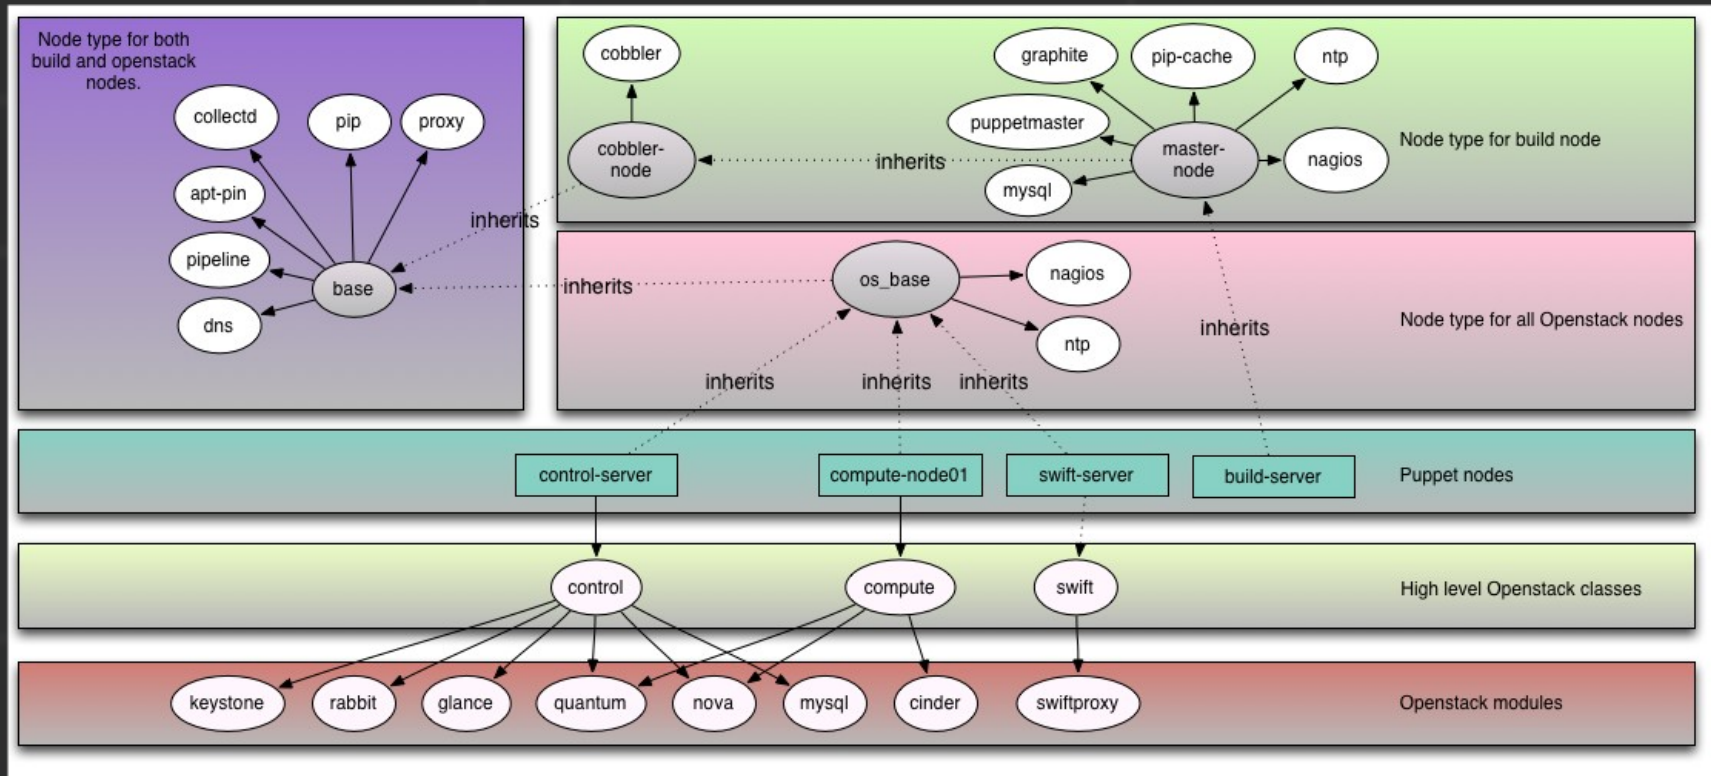 Node type for both
build and openstack
nodes.
collectd
pip
proxy
apt-pin
pipeline
base
dns
inherits
inherits
cobbler
cobbler-
node
inherits
graphite
pip-cache
ntp
puppetmaster
master-
node
nagios
mysql
Node type for build node
os_base
nagios
ntp
Node type for all Openstack nodes
inherits
inherits
inherits
inherits
control-server
compute-node01
swift-server
build-server
Puppet nodes
control
compute
swift
High level Openstack classes
keystone
rabbit
glance
quantum
nova
mysql
cinder
swiftproxy
Openstack modules